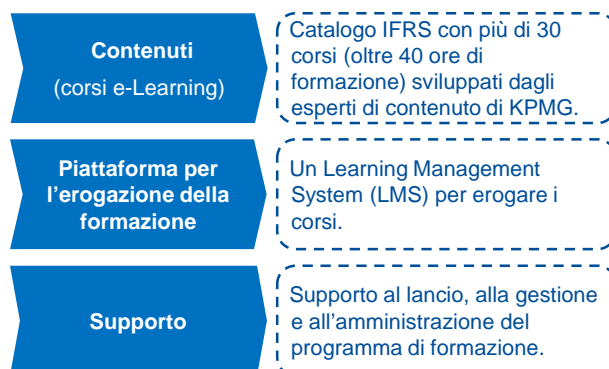 Contenuti
(corsi e-Learning)
Catalogo IFRS con più di 30
corsi (oltre 40 ore di
formazione) sviluppati dagli
esperti di contenuto di KPMG.
Piattaforma per
l'erogazione della
formazione
Un Learning Management
System (LMS) per erogare i
corsi.
Supporto
Supporto al lancio, alla gestione
e all'amministrazione del
programma di formazione.